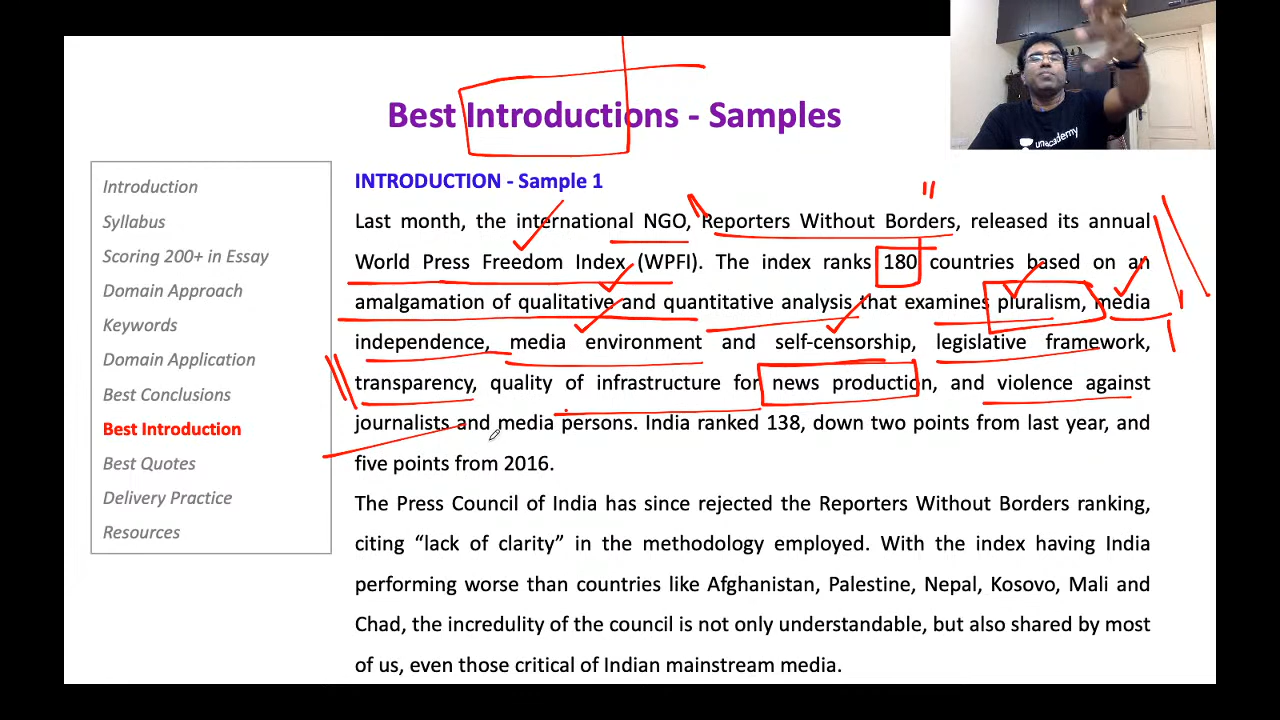 Best Introductions - Samples
Introduction
Syllabus
Scoring 200+ in Essay
Domain Approach
Keywords
Domain Application
Best Conclusions
Best Introduction
Best Quotes
Delivery Practice
Resources
INTRODUCTION - Sample 1
Last month, the international NGO, Reporters Without Borders, released its annual
World Press Freedom Index (WPFI). The index ranks 180 countries based on an
amalgamation of qualitative and quantitative analysis that examines pluralism, media
independence, media environment and self-censorship, legislative framework,
transparency, quality of infrastructure for news production, and violence against
journalists and media persons. India ranked 138, down two points from last year, and
five points from 2016.
The Press Council of India has since rejected the Reporters Without Borders ranking,
citing “lack of clarity” in the methodology employed. With the index having India
performing worse than countries like Afghanistan, Palestine, Nepal, Kosovo, Mali and
Chad, the incredulity of the council is not only understandable, but also shared by most
of us, even those critical of Indian mainstream media.
unacademy